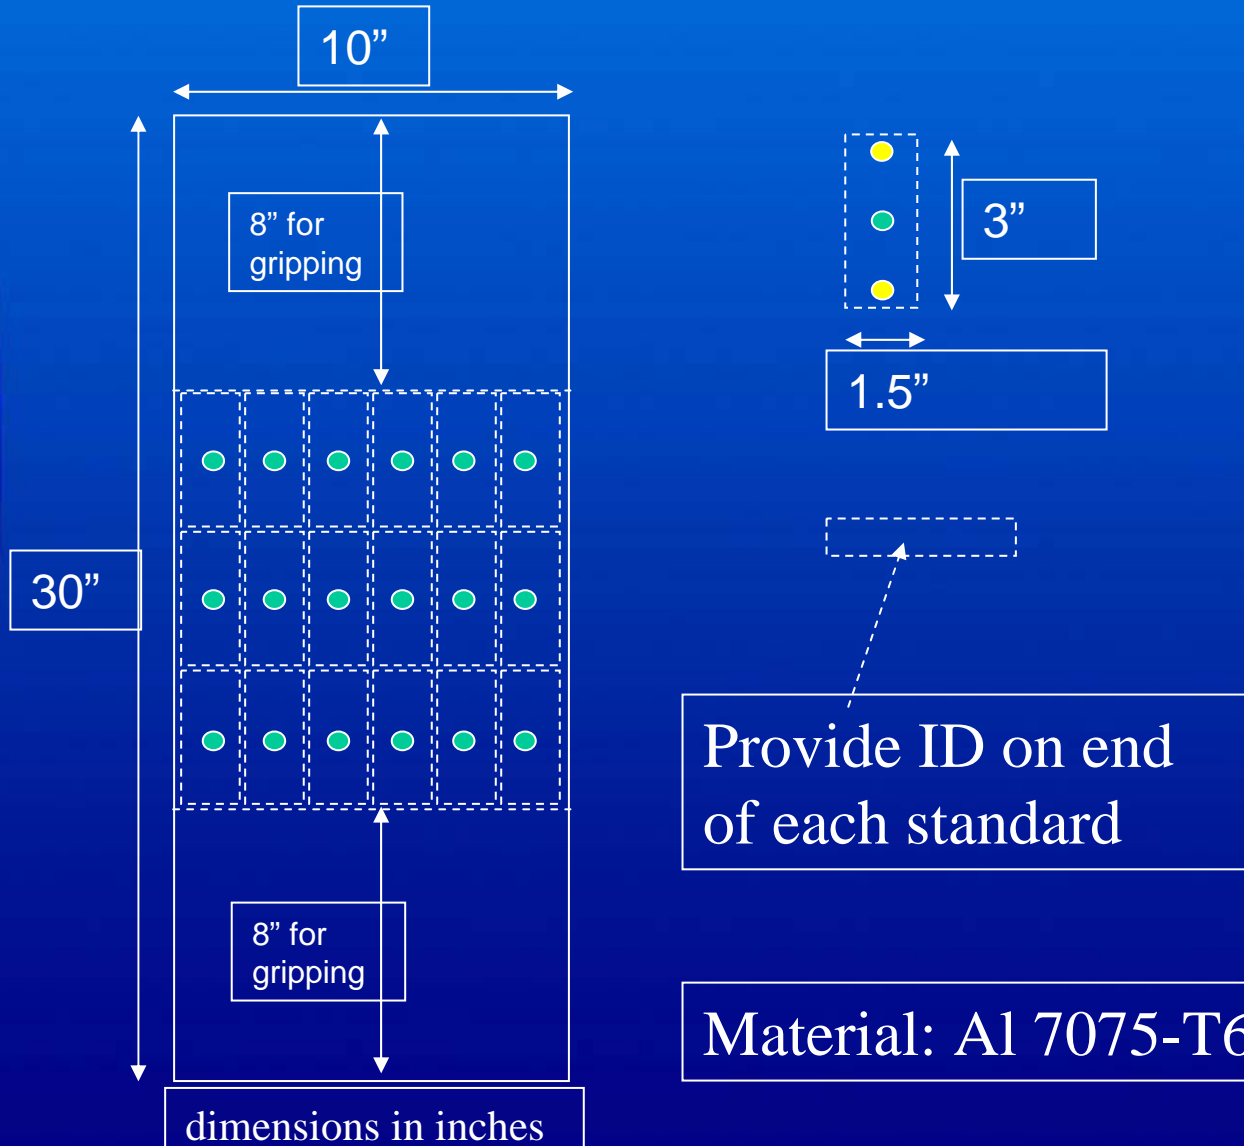 10”
8” for
gripping
3”
1.5”
30”
Provide ID on end
of each standard
8” for
gripping
Material: Al 7075-T6
dimensions in inches